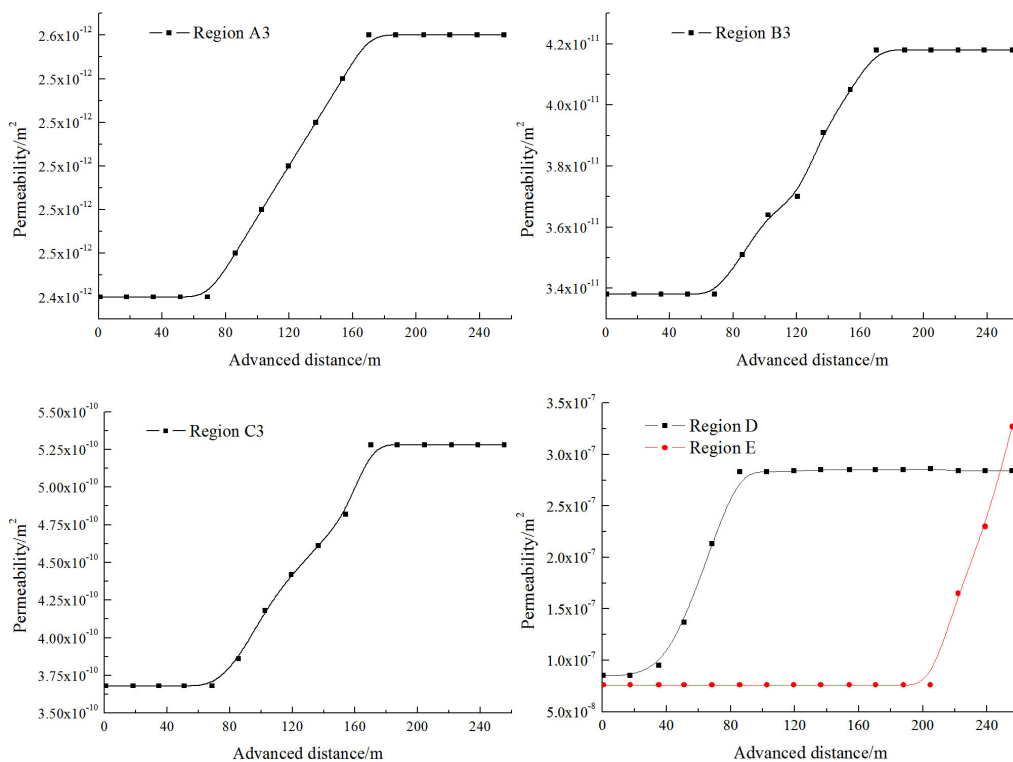 Region A3
Permeability/m²
2.6x10⁻¹²
2.5x10⁻¹²
2.5x10⁻¹²
2.5x10⁻¹²
2.5x10⁻¹²
2.5x10⁻¹²
2.4x10⁻¹²
0 40 80 120 160 200 240
Advanced distance/m
Region B3
Permeability/m²
4.2x10⁻¹¹
4.0x10⁻¹¹
3.8x10⁻¹¹
3.6x10⁻¹¹
3.4x10⁻¹¹
0 40 80 120 160 200 240
Advanced distance/m
Region C3
Permeability/m²
5.50x10⁻¹⁰
5.25x10⁻¹⁰
5.00x10⁻¹⁰
4.75x10⁻¹⁰
4.50x10⁻¹⁰
4.25x10⁻¹⁰
4.00x10⁻¹⁰
3.75x10⁻¹⁰
3.50x10⁻¹⁰
0 40 80 120 160 200 240
Advanced distance/m
Region D
Region E
Permeability/m²
3.5x10⁻⁷
3.0x10⁻⁷
2.5x10⁻⁷
2.0x10⁻⁷
1.5x10⁻⁷
1.0x10⁻⁷
5.0x10⁻⁸
0 40 80 120 160 200 240
Advanced distance/m